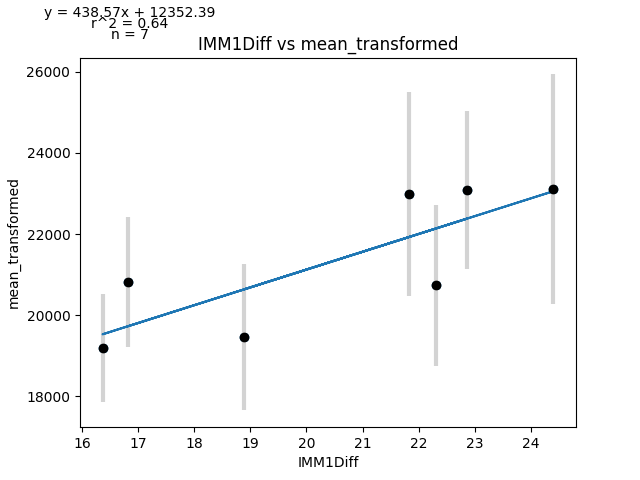 y = 438.57x + 12352.39
r^2 = 0.64
n = 7
IMM1Diff vs mean_transformed
26000
24000
22000
20000
18000
mean_transformed
16 17 18 19 20 21 22 23 24
IMM1Diff